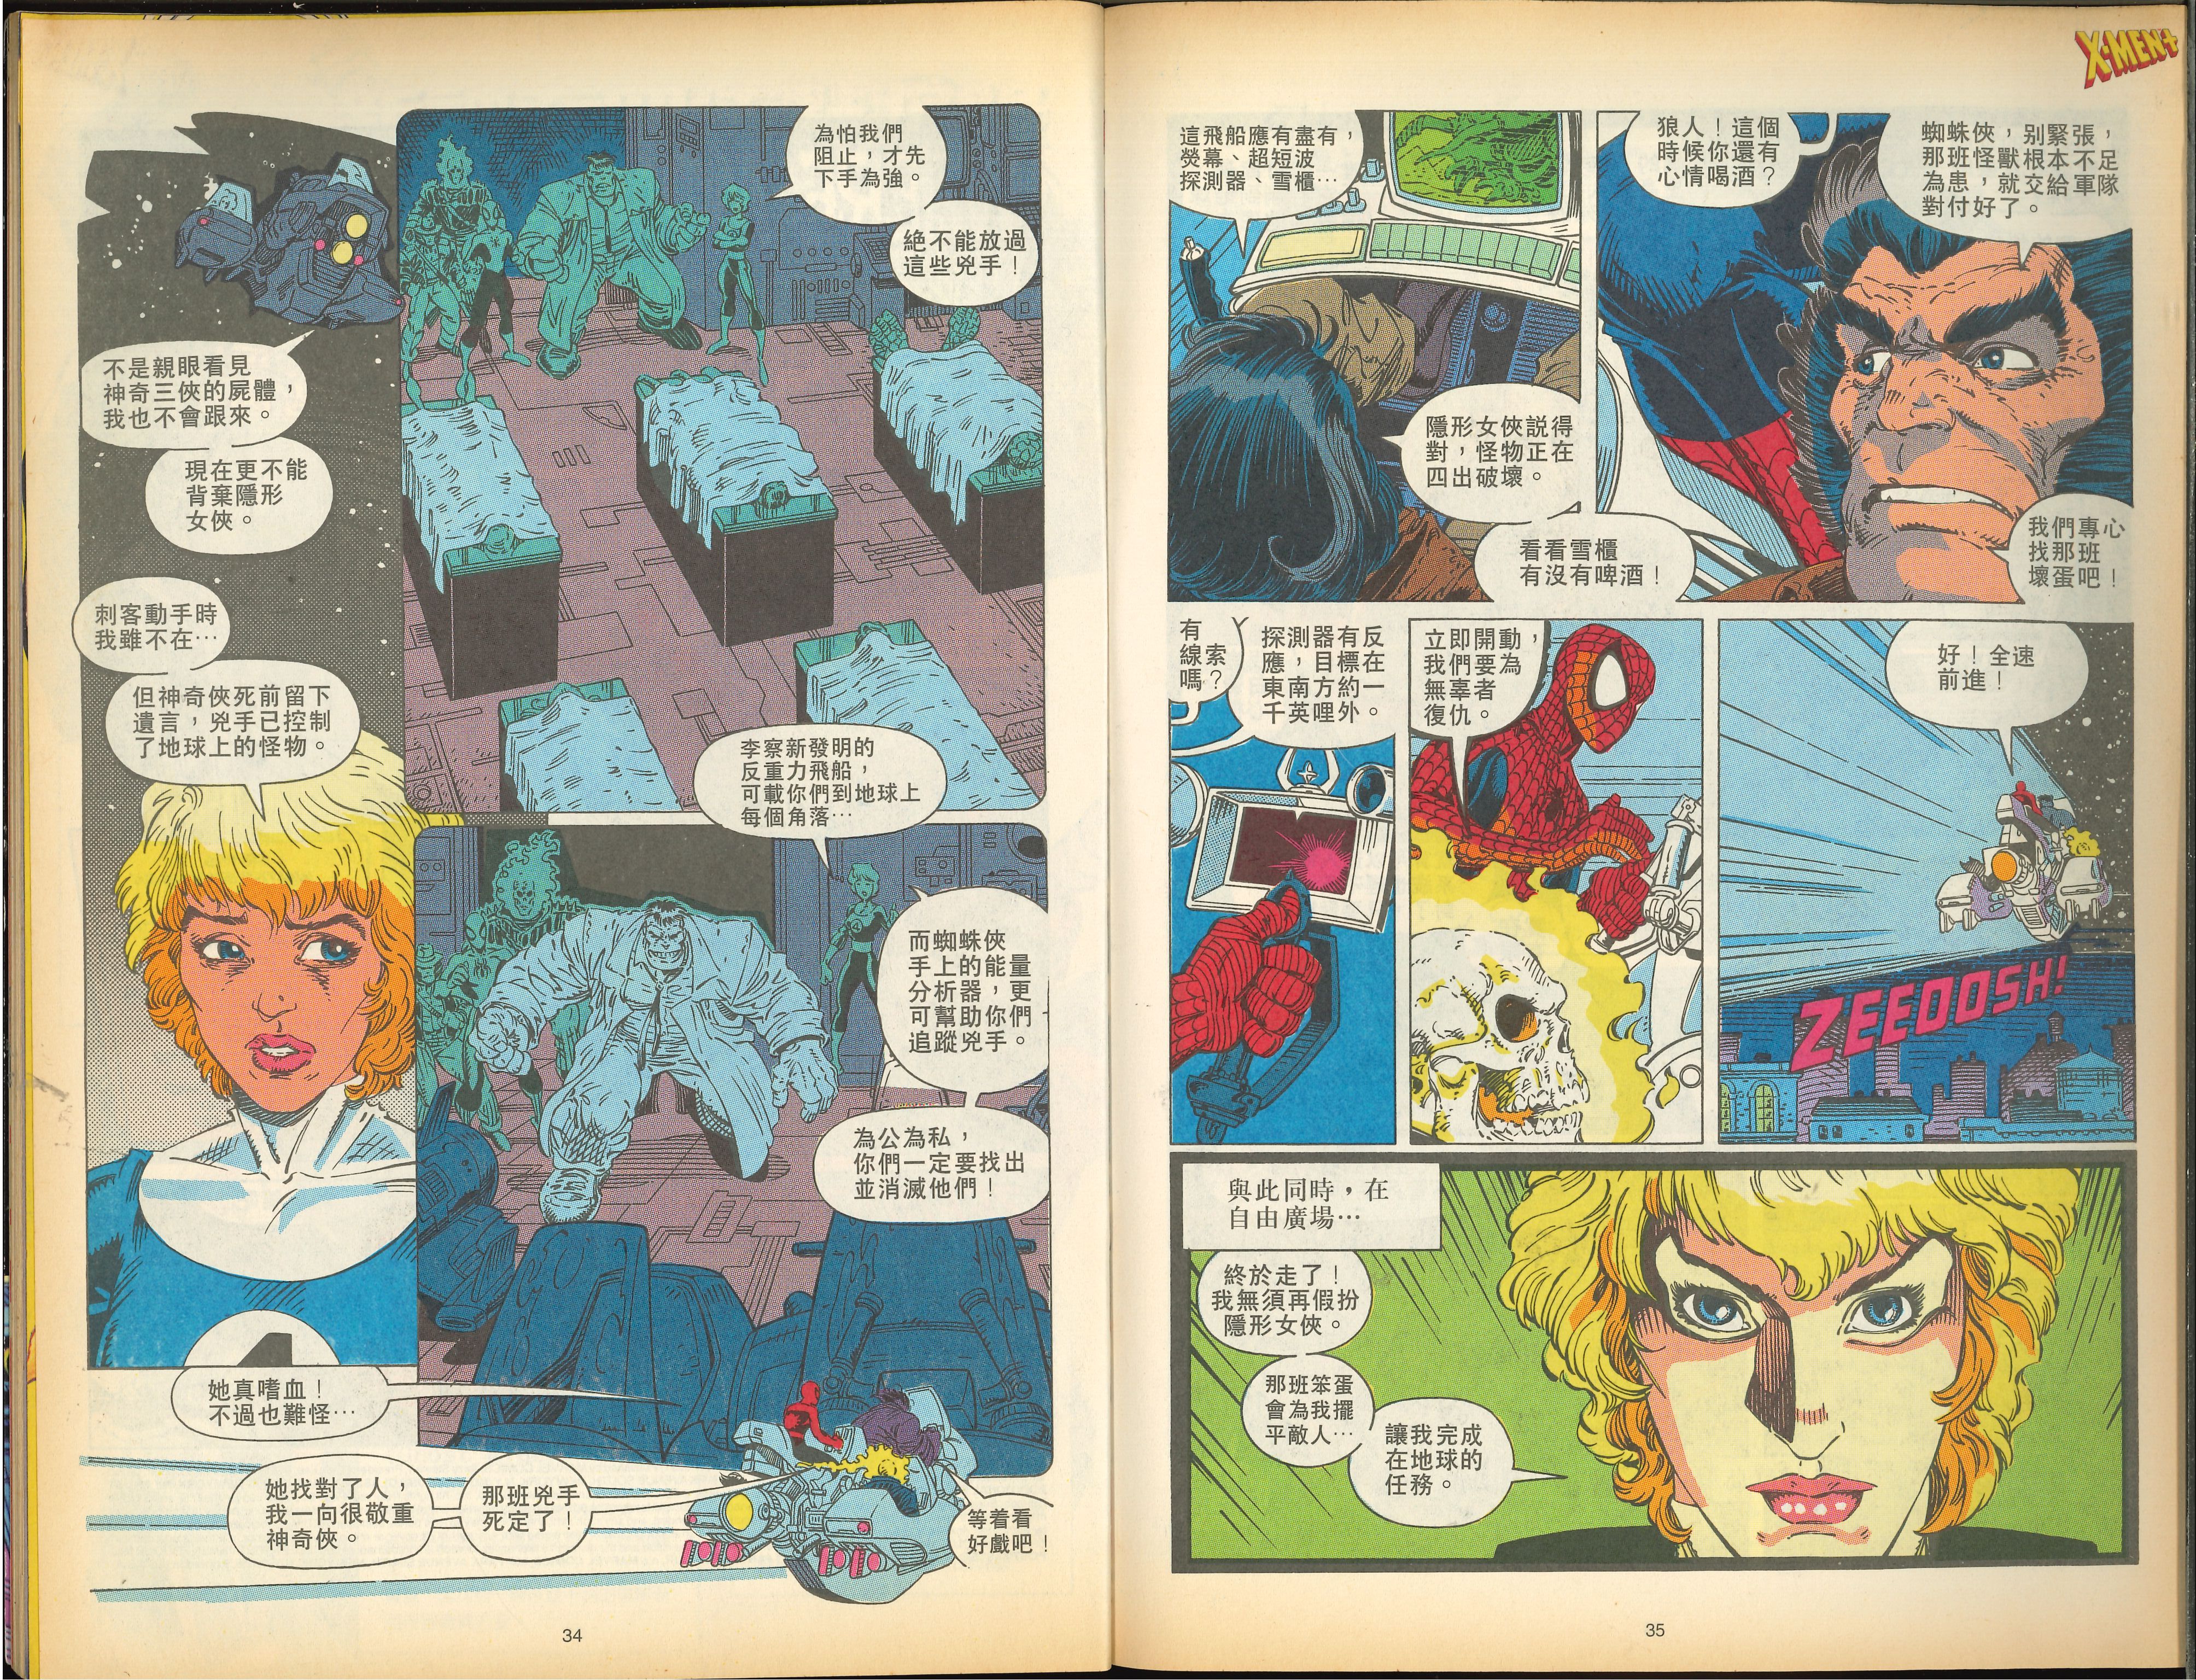 不是親眼看見
神奇三俠的屍體，
我也不會跟來。
現在更不能
背棄隱形
女俠。
刺客動手時
我雖不在…
但神奇俠死前留下
遺言，兇手已控制
了地球上的怪物。
為怕我們
阻止，才先
下手為強。
絕不能放過
這些兇手！
李察新發明的
反重力飛船，
可載你們到地球上
每個角落…
而蜘蛛俠
手上的能量
分析器，更
可幫助你們
追蹤兇手。
為公為私，
你們一定要找出
並消滅他們！
她真嗜血！
不過也難怪…
她找對了人，
我一向很敬重
神奇俠。
那班兇手
死定了！
等着看
好戲吧！
34
X-MEN+
這飛船應有盡有，
熒幕、超短波
探測器、雪櫃…
隱形女俠説得
對，怪物正在
四出破壞。
看看雪櫃
有沒有啤酒！
狼人！這個
時候你還有
心情喝酒？
蜘蛛俠，别緊張，
那班怪獸根本不足
為患，就交給軍隊
對付好了。
我們專心
找那班
壞蛋吧！
有
線索
嗎？
探測器有反
應，目標在
東南方約一
千英哩外。
立即開動，
我們要為
無辜者
復仇。
好！全速
前進！
ZEEOOSH!
與此同時，在
自由廣場…
終於走了！
我無須再假扮
隱形女俠。
那班笨蛋
會為我擺
平敵人…
讓我完成
在地球的
任務。
35